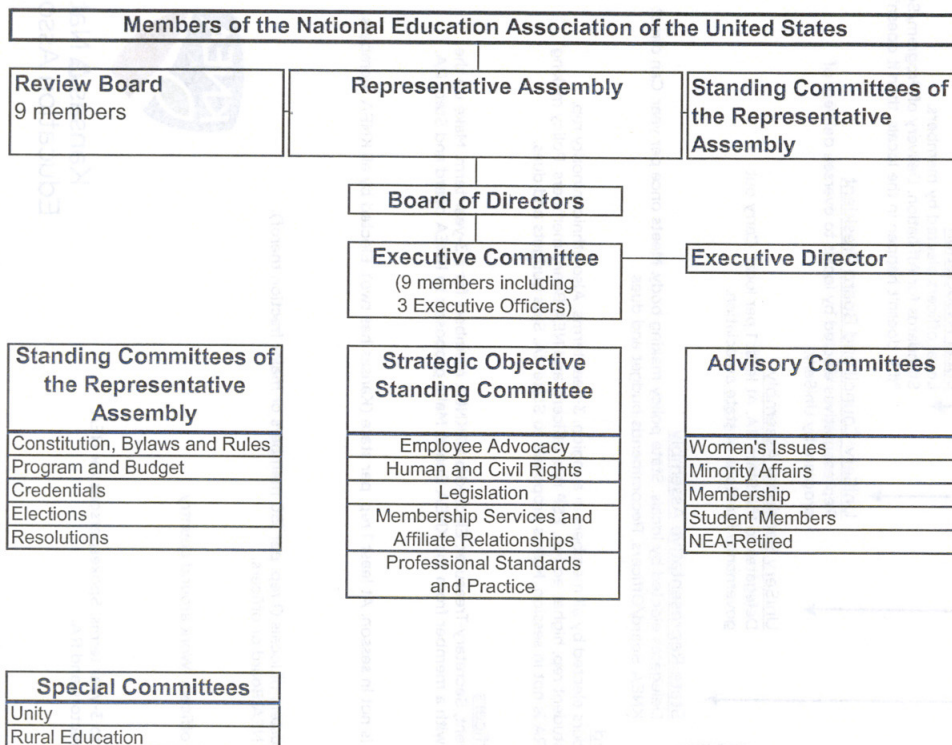 Members of the National Education Association of the United States
Review Board
9 members
Representative Assembly
Standing Committees of
the Representative
Assembly
Board of Directors
Executive Committee
(9 members including
3 Executive Officers)
Executive Director
Standing Committees of
the Representative
Assembly
Constitution, Bylaws and Rules
Program and Budget
Credentials
Elections
Resolutions
Strategic Objective
Standing Committee
Employee Advocacy
Human and Civil Rights
Legislation
Membership Services and
Affiliate Relationships
Professional Standards
and Practice
Advisory Committees
Women's Issues
Minority Affairs
Membership
Student Members
NEA-Retired
Special Committees
Unity
Rural Education